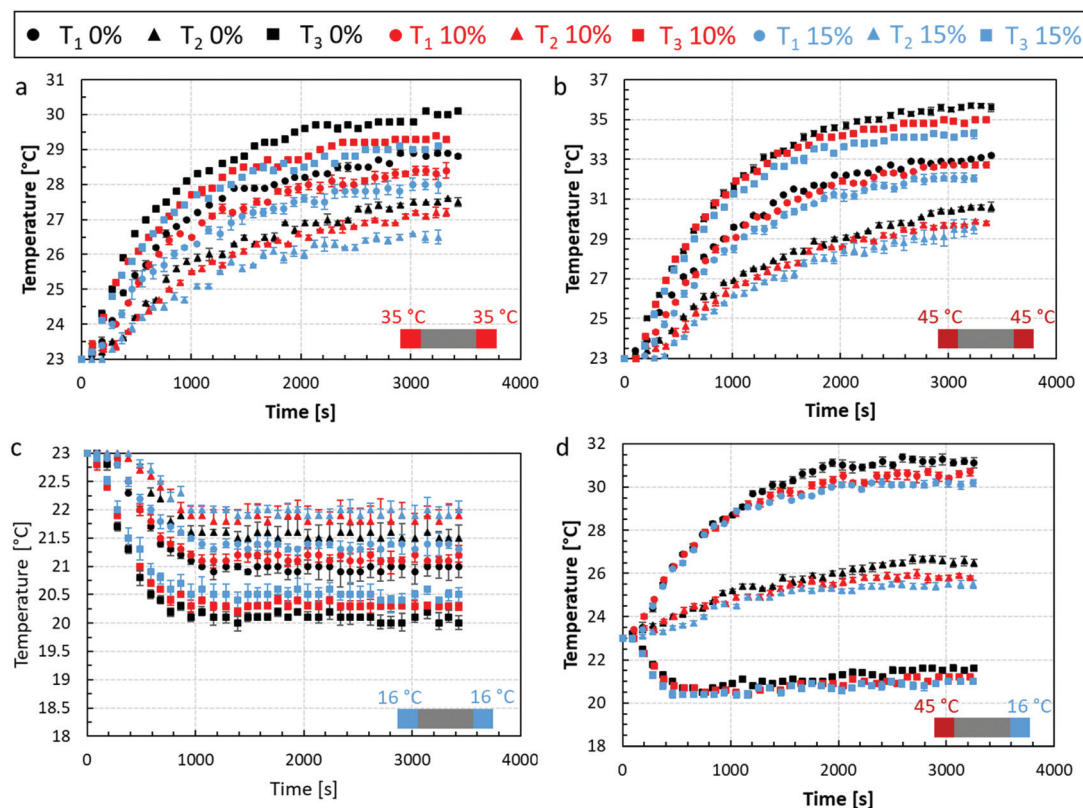 T₁ 0% T₂ 0% T₃ 0% T₁ 10% T₂ 10% T₃ 10% T₁ 15% T₂ 15% T₃ 15%
a
31
30
29
28
27
26
25
24
23
Temperature [°C]
35 °C 35 °C
0 1000 2000 3000 4000
Time [s]
b
37
35
33
31
29
27
25
23
Temperature [°C]
45 °C 45 °C
0 1000 2000 3000 4000
Time [s]
c
23
22.5
22
21.5
21
20.5
20
19.5
19
18.5
18
Temperature [°C]
16 °C 16 °C
0 1000 2000 3000 4000
Time [s]
d
32
30
28
26
24
22
20
18
Temperature [°C]
45 °C 16 °C
0 1000 2000 3000 4000
Time [s]